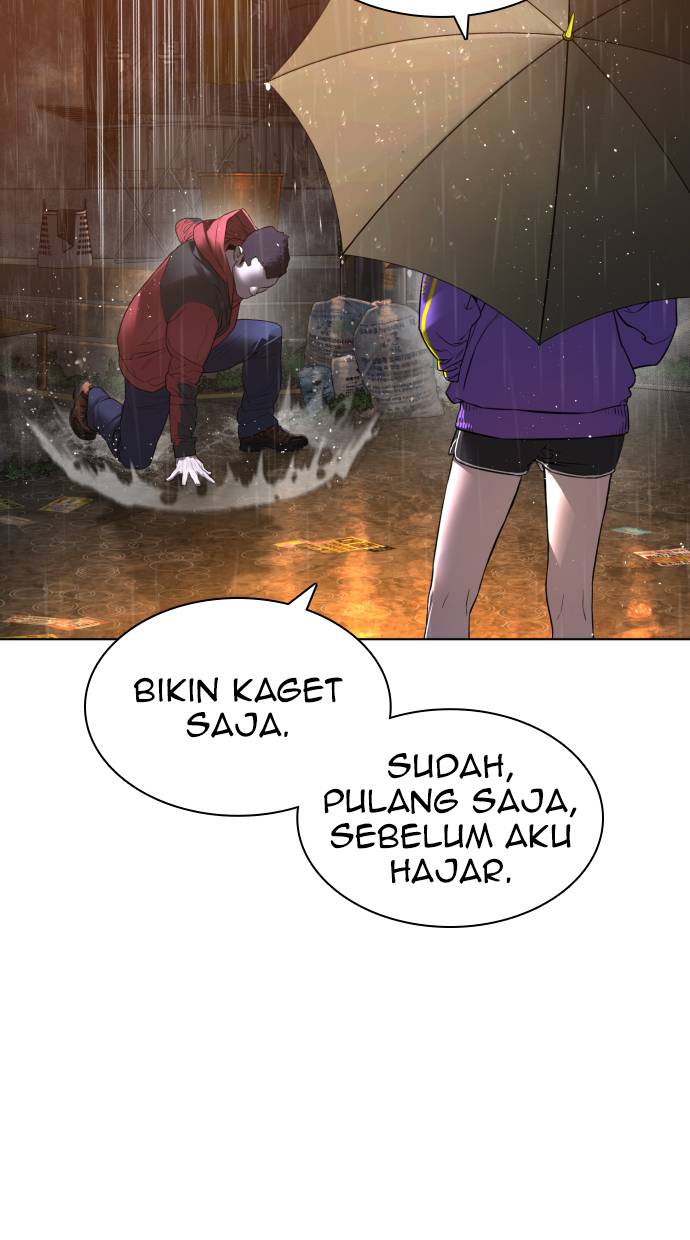 BIKIN KAGET
SAJA.
SUDAH,
PULANG SAJA,
SEBELUM AKU
HAJAR.